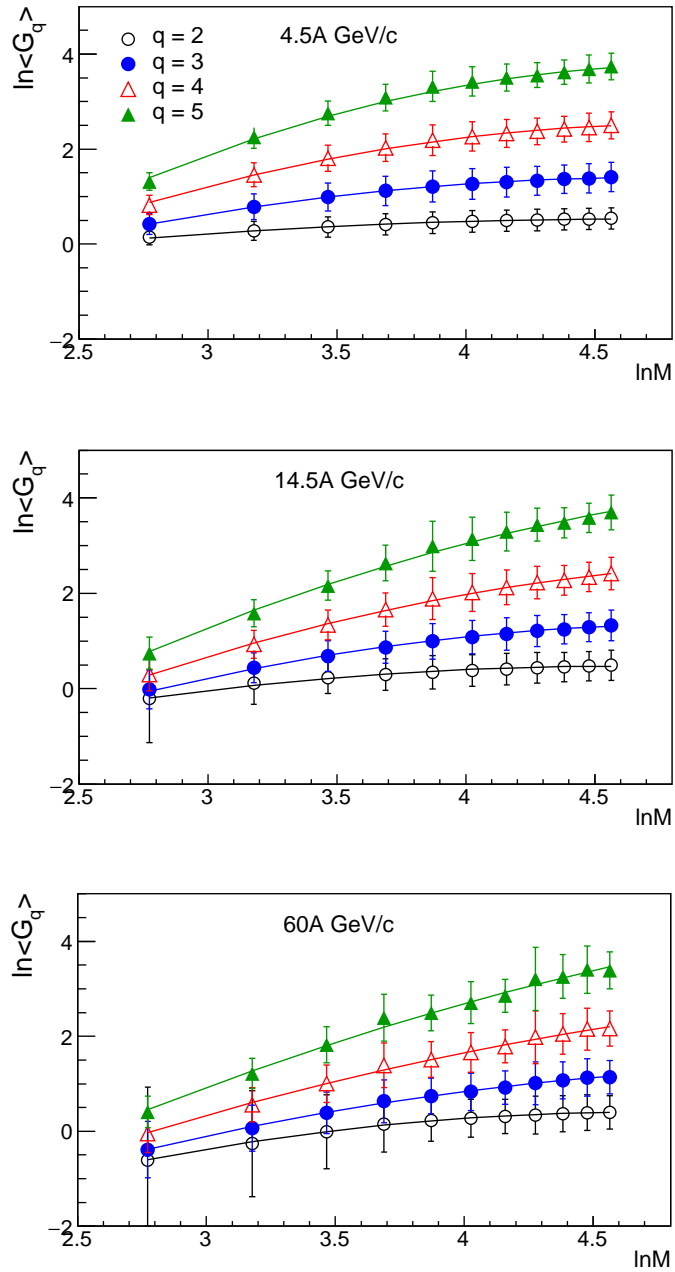 4.5A GeV/c
q = 2
q = 3
q = 4
q = 5
ln<G_q>
4
2
0
−2
2.5 3 3.5 4 4.5
lnM
14.5A GeV/c
ln<G_q>
4
2
0
−2
2.5 3 3.5 4 4.5
lnM
60A GeV/c
ln<G_q>
4
2
0
−2
2.5 3 3.5 4 4.5
lnM